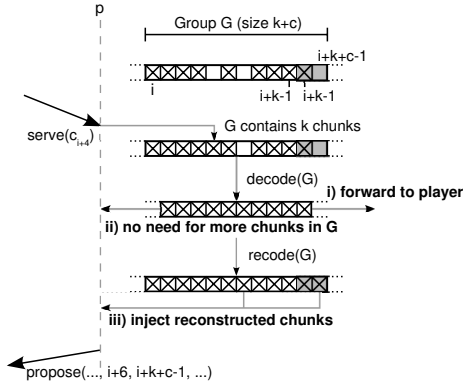 p
Group G (size k+c)
i+k+c-1
i
i+k-1
i+k-1
G contains k chunks
serve(c_{i+4})
decode(G)
i) forward to player
ii) no need for more chunks in G
recode(G)
iii) inject reconstructed chunks
propose(..., i+6, i+k+c-1, ...)